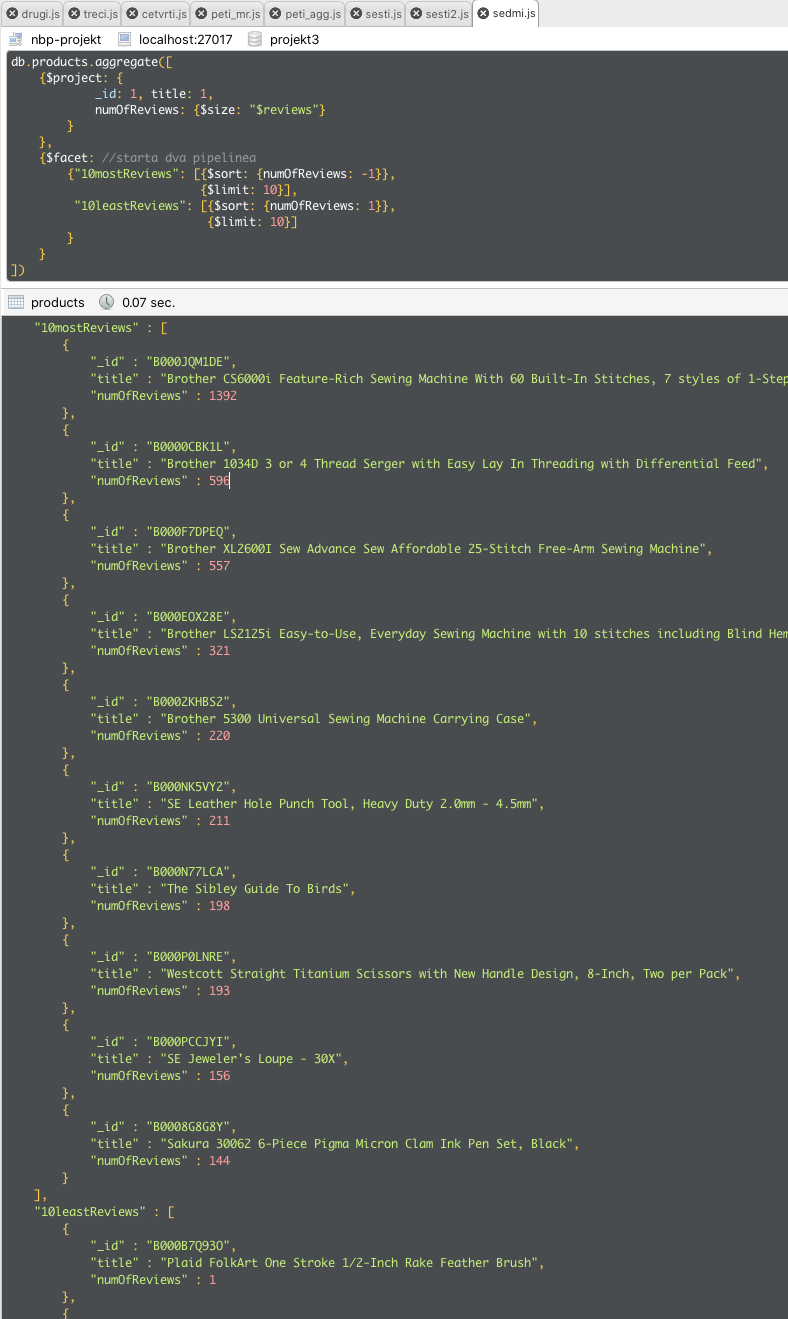 drugi.js treci.js cetvrti.js peti_mr.js peti_agg.js sesti.js sesti2.js sedmi.js
nbp-projekt localhost:27017 projekt3
db.products.aggregate([
    {$project: {
            _id: 1, title: 1,
            numOfReviews: {$size: "$reviews"}
        }
    },
    {$facet: //starta dva pipelinea
        {"10mostReviews": [{$sort: {numOfReviews: -1}},
                           {$limit: 10}],
         "10leastReviews": [{$sort: {numOfReviews: 1}},
                            {$limit: 10}]
        }
    }
])
products 0.07 sec.
    "10mostReviews" : [
        {
            "_id" : "B000JQM1DE",
            "title" : "Brother CS6000i Feature-Rich Sewing Machine With 60 Built-In Stitches, 7 styles of 1-Step
            "numOfReviews" : 1392
        },
        {
            "_id" : "B0000CBK1L",
            "title" : "Brother 1034D 3 or 4 Thread Serger with Easy Lay In Threading with Differential Feed",
            "numOfReviews" : 596
        },
        {
            "_id" : "B000F7DPEQ",
            "title" : "Brother XL2600I Sew Advance Sew Affordable 25-Stitch Free-Arm Sewing Machine",
            "numOfReviews" : 557
        },
        {
            "_id" : "B000EOX28E",
            "title" : "Brother LS2125i Easy-to-Use, Everyday Sewing Machine with 10 stitches including Blind Hem
            "numOfReviews" : 321
        },
        {
            "_id" : "B0002KHBS2",
            "title" : "Brother 5300 Universal Sewing Machine Carrying Case",
            "numOfReviews" : 220
        },
        {
            "_id" : "B000NK5VY2",
            "title" : "SE Leather Hole Punch Tool, Heavy Duty 2.0mm - 4.5mm",
            "numOfReviews" : 211
        },
        {
            "_id" : "B000N77LCA",
            "title" : "The Sibley Guide To Birds",
            "numOfReviews" : 198
        },
        {
            "_id" : "B000P0LNRE",
            "title" : "Westcott Straight Titanium Scissors with New Handle Design, 8-Inch, Two per Pack",
            "numOfReviews" : 193
        },
        {
            "_id" : "B000PCCJYI",
            "title" : "SE Jeweler's Loupe - 30X",
            "numOfReviews" : 156
        },
        {
            "_id" : "B0008G8G8Y",
            "title" : "Sakura 30062 6-Piece Pigma Micron Clam Ink Pen Set, Black",
            "numOfReviews" : 144
        }
    ],
    "10leastReviews" : [
        {
            "_id" : "B000B7Q93O",
            "title" : "Plaid FolkArt One Stroke 1/2-Inch Rake Feather Brush",
            "numOfReviews" : 1
        },
        {